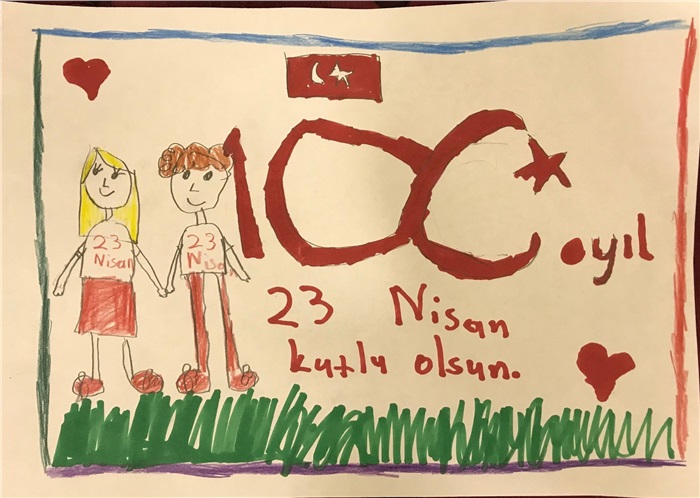 100. yıl
23 Nisan
23 Nisan
23 Nisan
kutlu olsun.